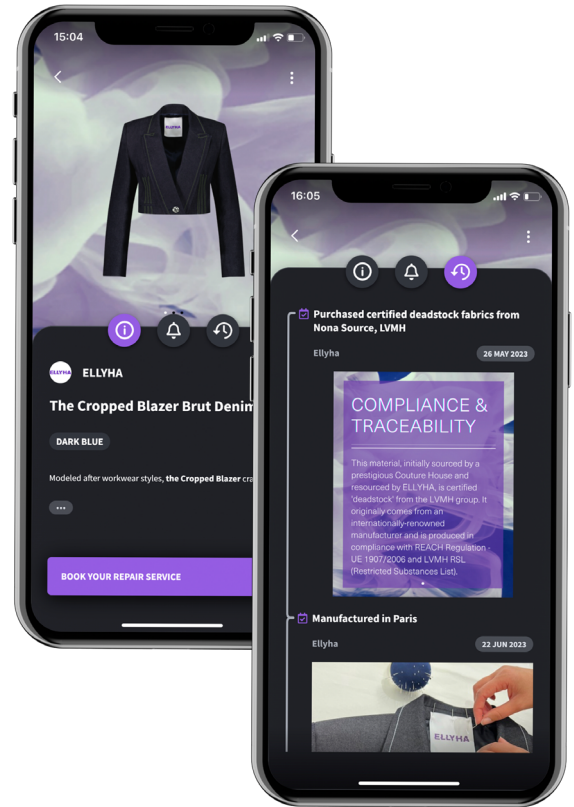 15:04
ELLYHA
ELLYHA
ELLYHA
The Cropped Blazer Brut Denim
DARK BLUE
Modeled after workwear styles, the Cropped Blazer
BOOK YOUR REPAIR SERVICE
16:05
Purchased certified deadstock fabrics from
Nona Source, LVMH
Ellyha
26 MAY 2023
COMPLIANCE &
TRACEABILITY
This material, initially sourced by a
prestigious Couture House and
resourced by ELLYHA, is certified
'deadstock' from the LVMH group. It
originally comes from an
internationally-renowned
manufacturer and is produced in
compliance with REACH Regulation -
UE 1907/2006 and LVMH RSL
(Restricted Substances List).
Manufactured in Paris
Ellyha
22 JUN 2023
ELLYHA